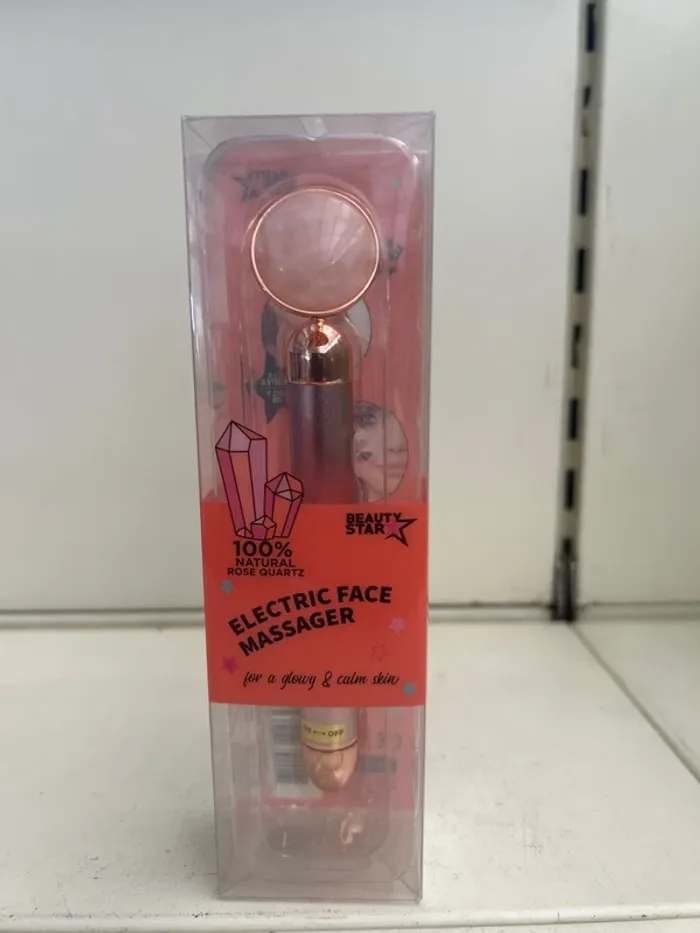 BEAUTY
STAR
100%
NATURAL
ROSE QUARTZ
ELECTRIC FACE
MASSAGER
for a glowy & calm skin
OFF